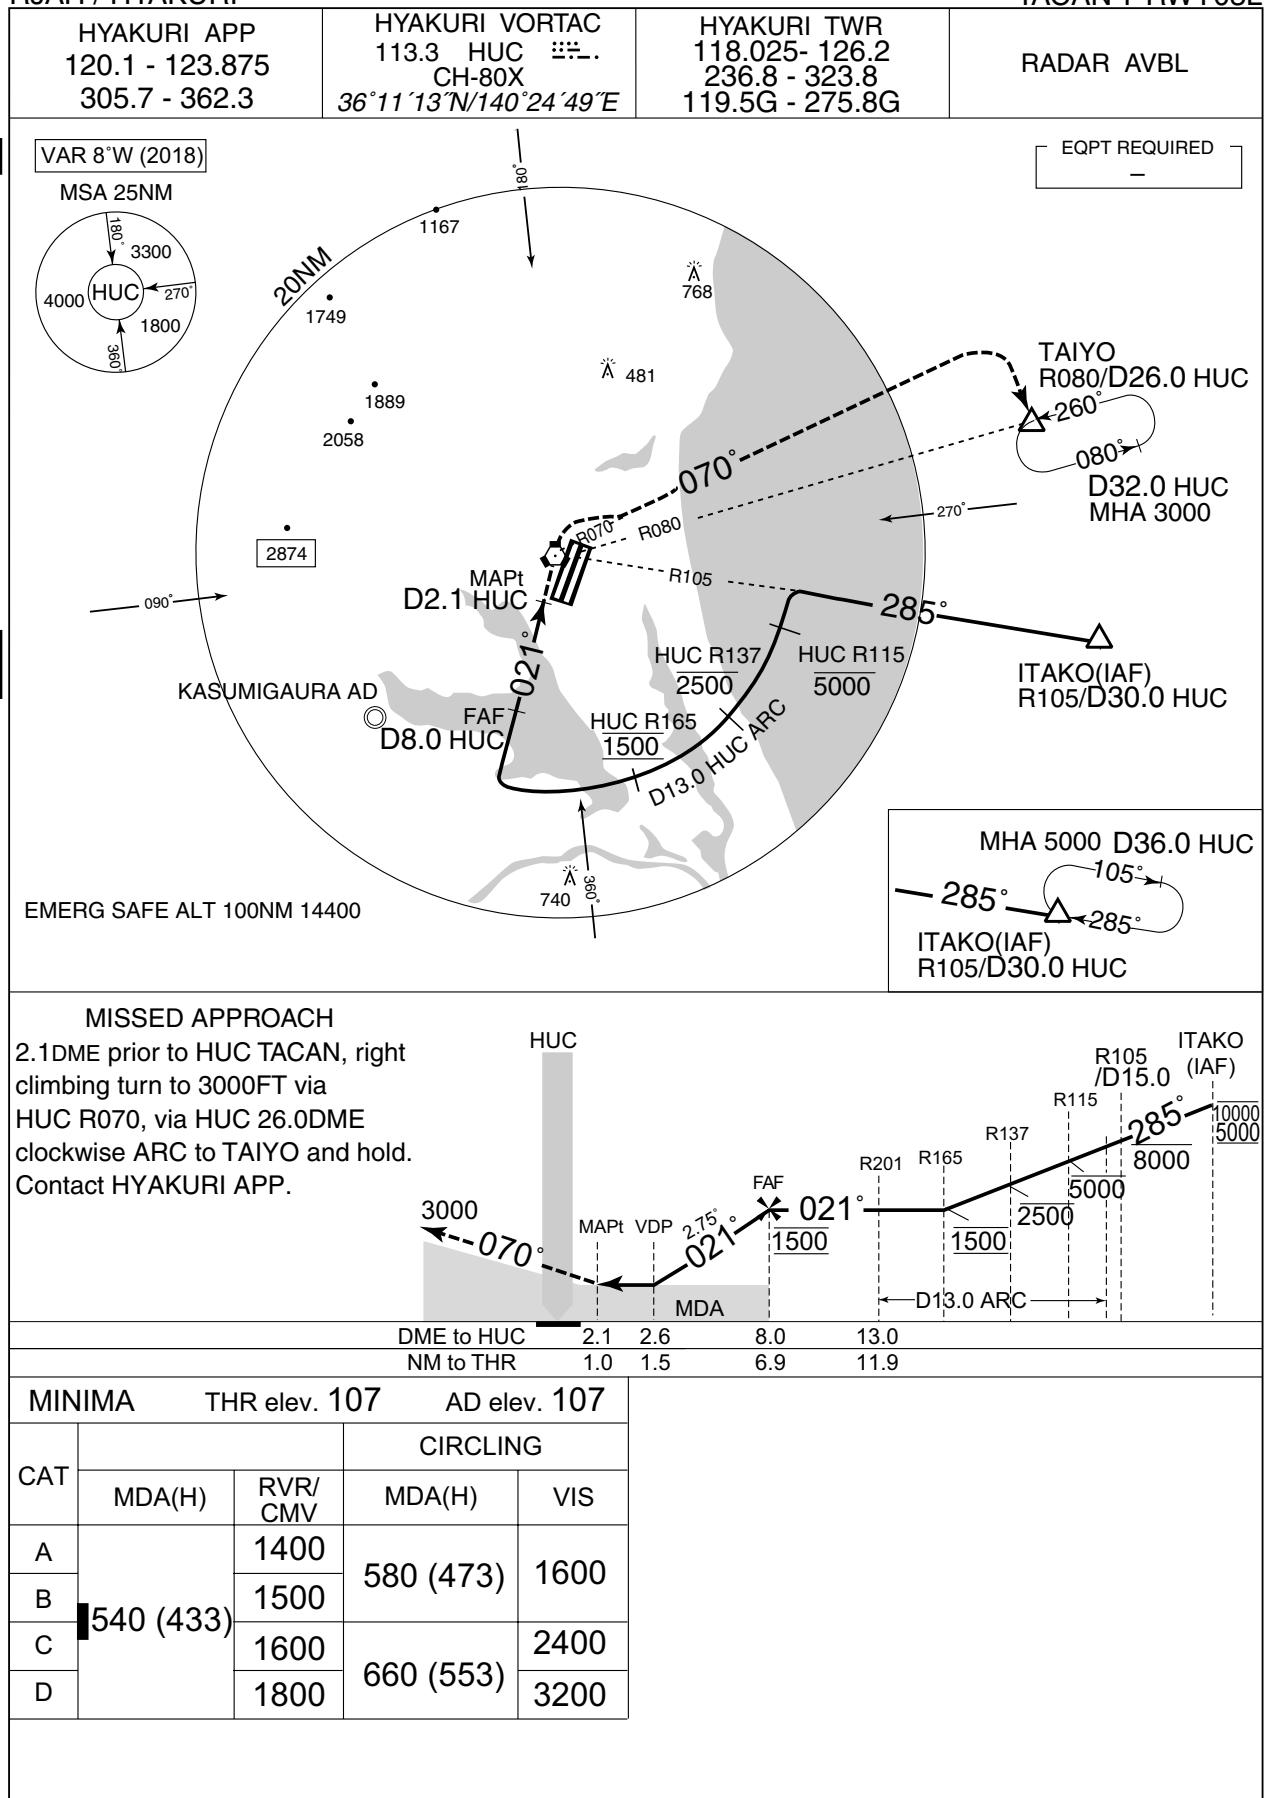 HYAKURI APP
120.1 - 123.875
305.7 - 362.3
HYAKURI VORTAC
113.3 HUC
CH-80X
36°11´13˝N/140°24´49˝E
HYAKURI TWR
118.025- 126.2
236.8 - 323.8
119.5G - 275.8G
RADAR AVBL
VAR 8°W (2018)
MSA 25NM
180°
3300
4000
HUC
270°
1800
360°
EQPT REQUIRED
–
180°
1167
20NM
768
1749
481
1889
2058
TAIYO
R080/D26.0 HUC
260°
080°
D32.0 HUC
MHA 3000
070°
R070
R080
270°
2874
R105
MAPt
D2.1 HUC
090°
285°
021°
HUC R137
2500
HUC R115
5000
ITAKO(IAF)
R105/D30.0 HUC
KASUMIGAURA AD
FAF
D8.0 HUC
HUC R165
1500
D13.0 HUC ARC
740
360°
EMERG SAFE ALT 100NM 14400
MHA 5000 D36.0 HUC
105°
285°
285°
ITAKO(IAF)
R105/D30.0 HUC
MISSED APPROACH
2.1DME prior to HUC TACAN, right
climbing turn to 3000FT via
HUC R070, via HUC 26.0DME
clockwise ARC to TAIYO and hold.
Contact HYAKURI APP.
HUC
3000
070°
MAPt
VDP
2.75°
021°
FAF
1500
021°
R201
R165
1500
R137
2500
R115
5000
R105
/D15.0
8000
285°
ITAKO
(IAF)
10000
5000
MDA
D13.0 ARC
DME to HUC 2.1 2.6 8.0 13.0
NM to THR 1.0 1.5 6.9 11.9
MINIMA THR elev. 107 AD elev. 107
CAT
CIRCLING
MDA(H)
RVR/
CMV
MDA(H)
VIS
A
1400
580 (473)
1600
B
540 (433)
1500
C
1600
660 (553)
2400
D
1800
3200